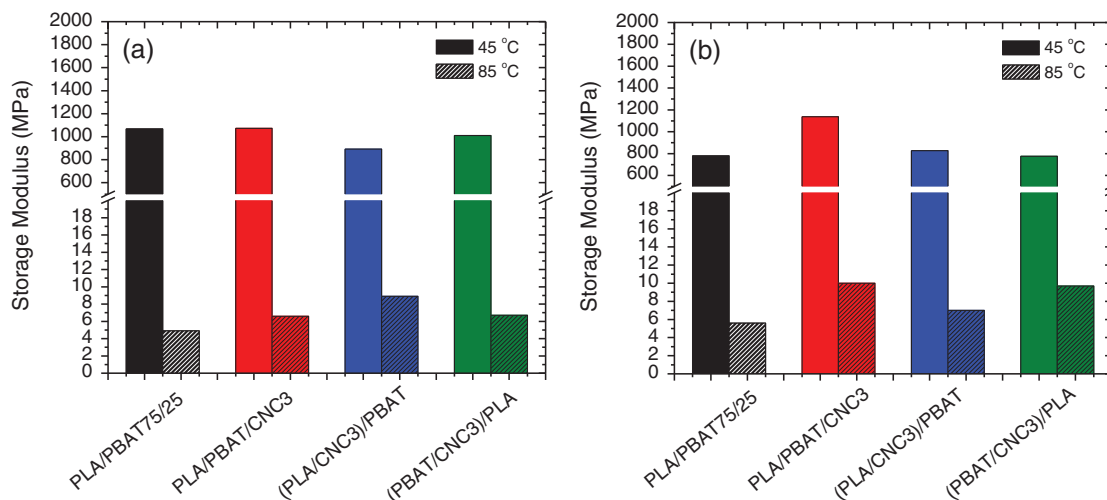 (a)
45 °C
85 °C
Storage Modulus (MPa)
2000
1800
1600
1400
1200
1000
800
600
18
16
14
12
10
8
6
4
2
0
PLA/PBAT75/25
PLA/PBAT/CNC3
(PLA/CNC3)/PBAT
(PBAT/CNC3)/PLA
(b)
45 °C
85 °C
Storage Modulus (MPa)
2000
1800
1600
1400
1200
1000
800
600
18
16
14
12
10
8
6
4
2
0
PLA/PBAT75/25
PLA/PBAT/CNC3
(PLA/CNC3)/PBAT
(PBAT/CNC3)/PLA